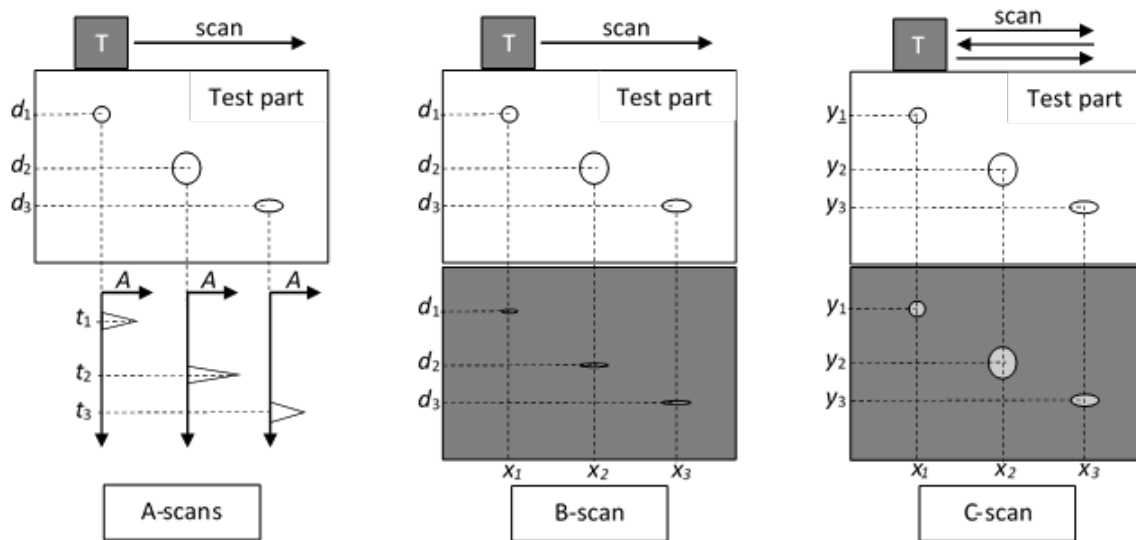 T
scan
Test part
d1
d2
d3
A
A
A
t1
t2
t3
A-scans
T
scan
Test part
d1
d2
d3
d1
d2
d3
x1
x2
x3
B-scan
T
scan
Test part
y1
y2
y3
y1
y2
y3
x1
x2
x3
C-scan